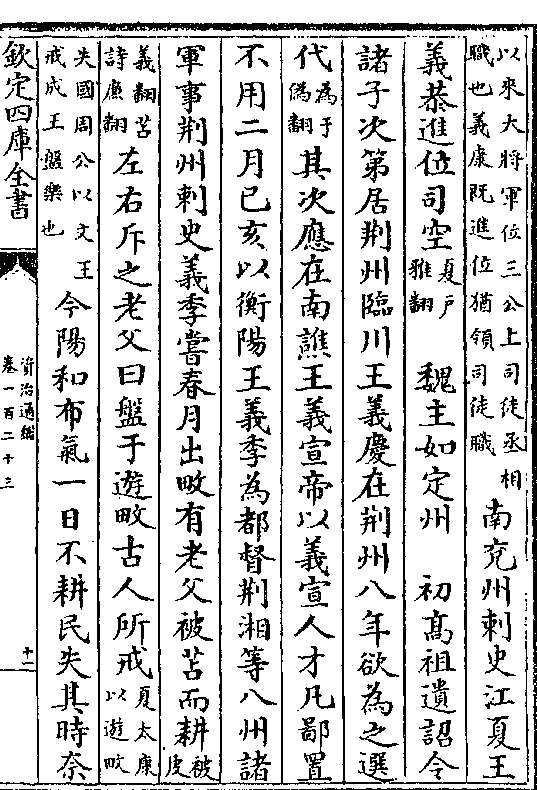 以來大將軍位三公上司徒丞相
職也義康既進位猶領司徒職
南兖州刺史江夏王
義恭進位司空
夏户
雅翻
魏主如定州　初髙祖遺詔令
諸子次第居荆州臨川王義慶在荆州八年欲為之選
代
為于
偽翻
其次應在南譙王義宣帝以義宣人才凡鄙置
不用二月己亥以衡陽王義季為都督荆湘等八州諸
軍事荆州刺史義季嘗春月出畋有老父被苫而耕
被皮
義翻苫
詩廉翻
左右斥之老父曰盤于遊畋古人所戒
夏太康
以遊畋
失國周公以文王
戒成王盤樂也
今陽和布氣一日不耕民失其時奈
欽定四庫全書
資治通鑑
卷一百二十三
十一